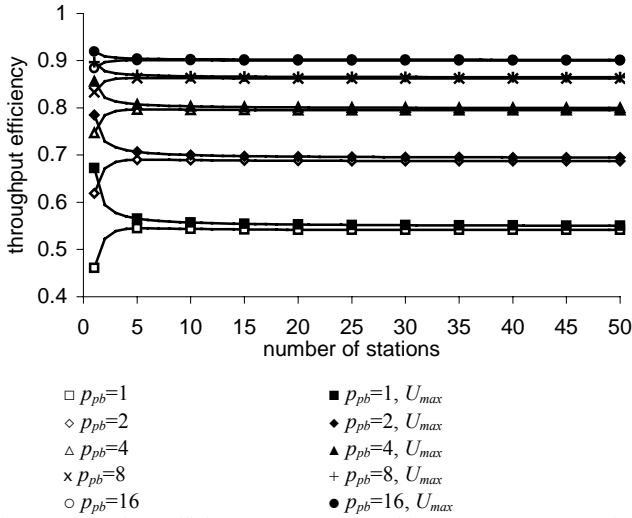 1
0.9
0.8
0.7
0.6
0.5
0.4
throughput efficiency
0 5 10 15 20 25 30 35 40 45 50
number of stations
p_pb=1
p_pb=2
p_pb=4
p_pb=8
p_pb=16
p_pb=1, U_max
p_pb=2, U_max
p_pb=4, U_max
p_pb=8, U_max
p_pb=16, U_max